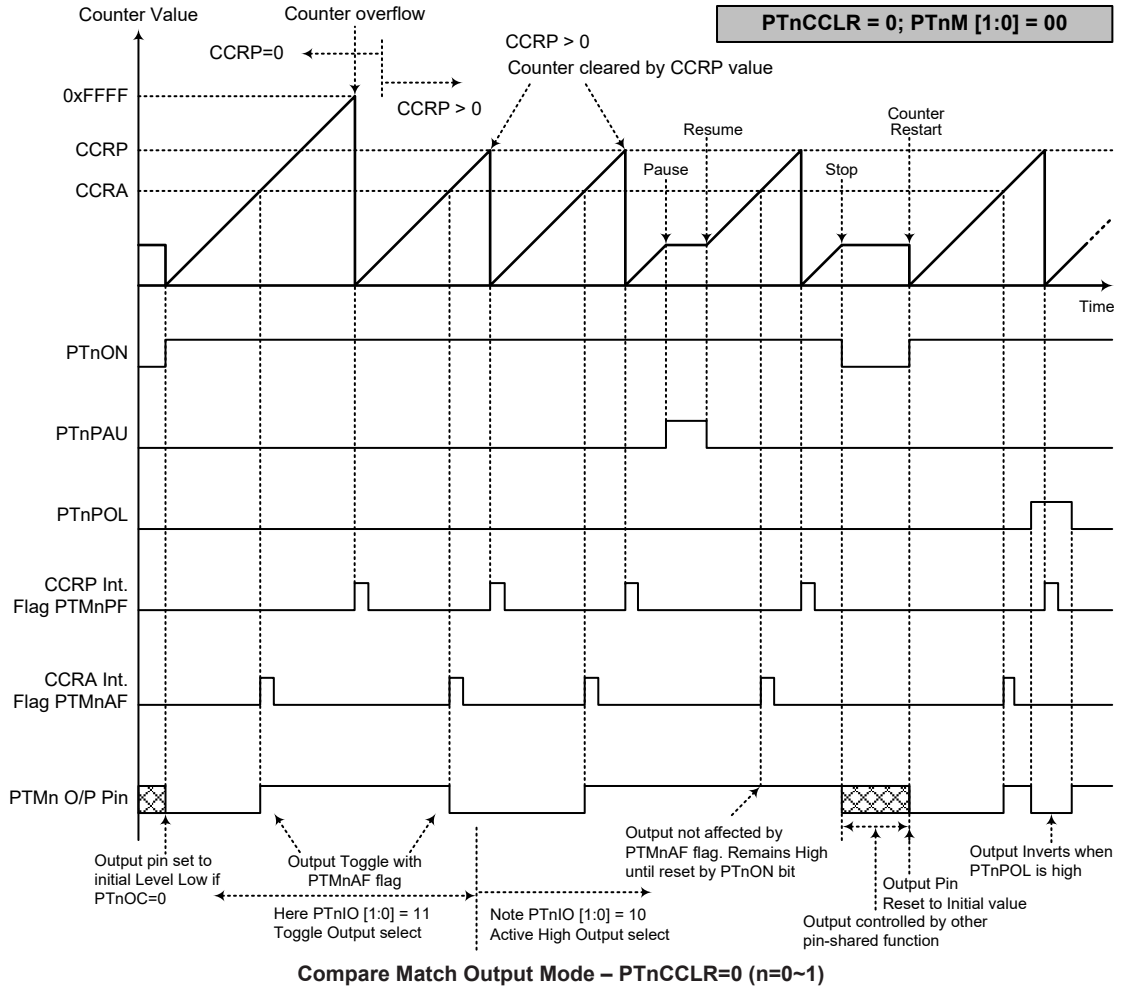 Counter Value
Counter overflow
PTnCCLR = 0; PTnM [1:0] = 00
CCRP=0
CCRP > 0
CCRP > 0
Counter cleared by CCRP value
0xFFFF
CCRP
CCRA
Pause
Resume
Stop
Counter
Restart
Time
PTnON
PTnPAU
PTnPOL
CCRP Int.
Flag PTMnPF
CCRA Int.
Flag PTMnAF
PTMn O/P Pin
Output pin set to
initial Level Low if
PTnOC=0
Output Toggle with
PTMnAF flag
Here PTnIO [1:0] = 11
Toggle Output select
Note PTnIO [1:0] = 10
Active High Output select
Output not affected by
PTMnAF flag. Remains High
until reset by PTnON bit
Output controlled by other
pin-shared function
Output Pin
Reset to Initial value
Output Inverts when
PTnPOL is high
Compare Match Output Mode – PTnCCLR=0 (n=0~1)